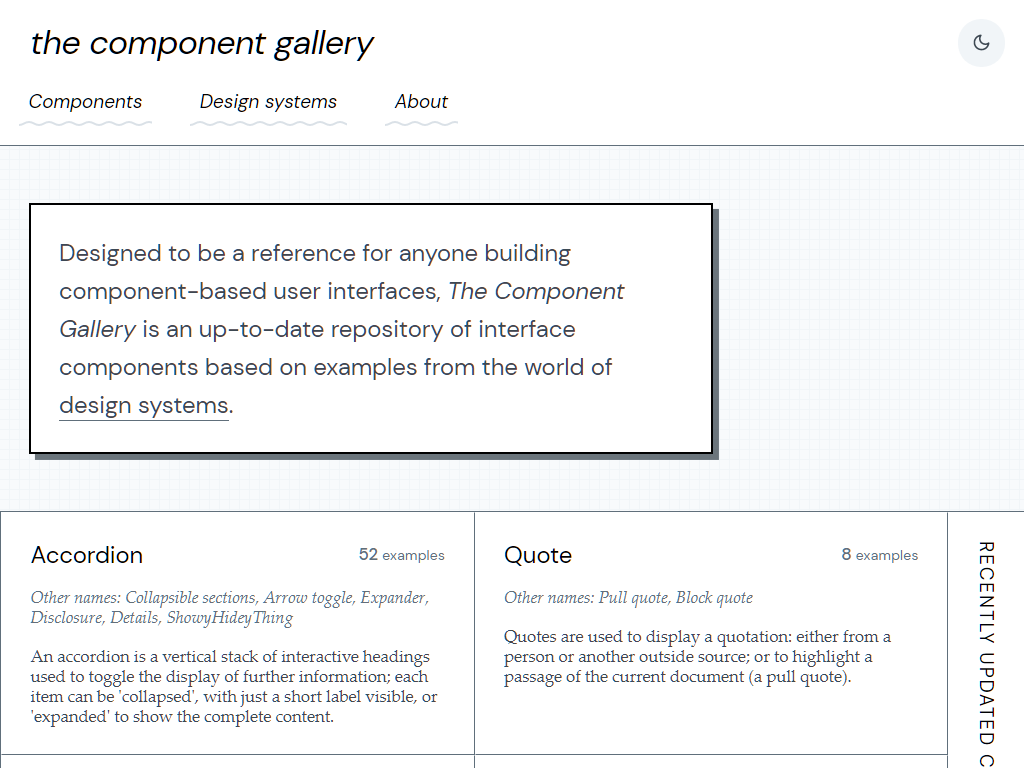 the component gallery
Components
Design systems
About
Designed to be a reference for anyone building
component-based user interfaces, The Component
Gallery is an up-to-date repository of interface
components based on examples from the world of
design systems.
Accordion
52 examples
Other names: Collapsible sections, Arrow toggle, Expander,
Disclosure, Details, ShowyHideyThing
An accordion is a vertical stack of interactive headings
used to toggle the display of further information; each
item can be 'collapsed', with just a short label visible, or
'expanded' to show the complete content.
Quote
8 examples
Other names: Pull quote, Block quote
Quotes are used to display a quotation: either from a
person or another outside source; or to highlight a
passage of the current document (a pull quote).
RECENTLY UPDATED